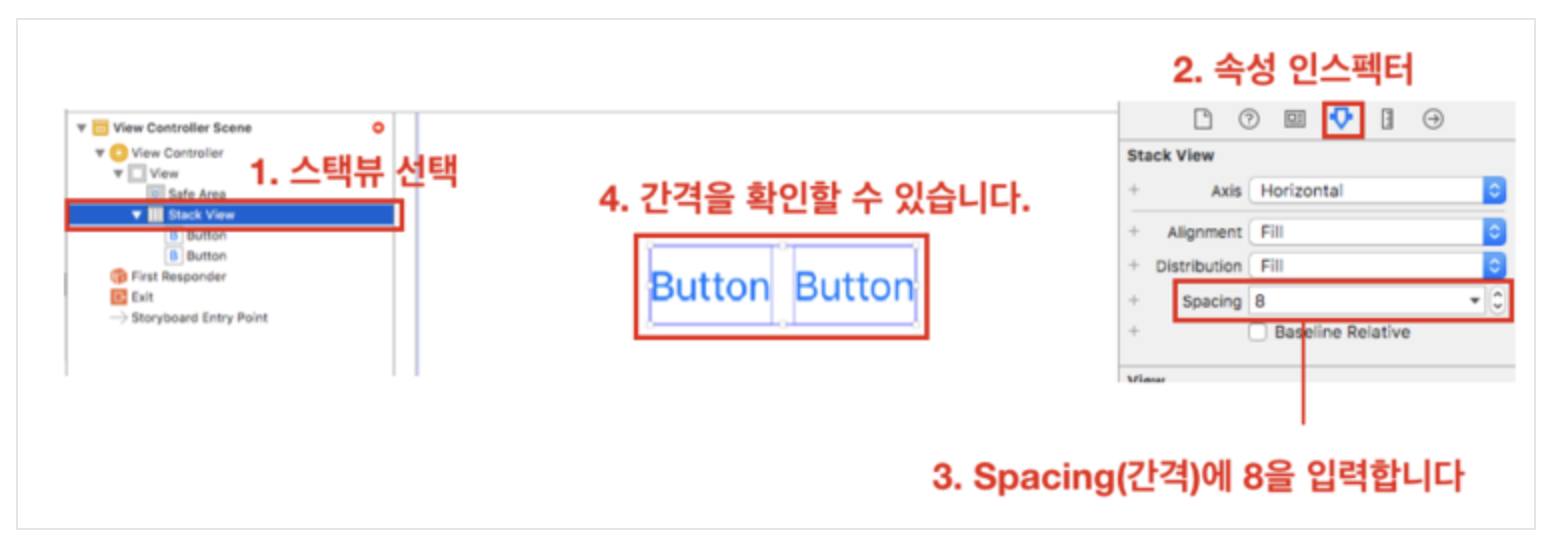 2. 속성 인스펙터
View Controller Scene
View Controller
1. 스택뷰 선택
View
Safe Area
Stack View
Button
Button
First Responder
Exit
Storyboard Entry Point
4. 간격을 확인할 수 있습니다.
Button Button
Stack View
+ Axis Horizontal
+ Alignment Fill
+ Distribution Fill
+ Spacing 8
+ Baseline Relative
View
3. Spacing(간격)에 8을 입력합니다